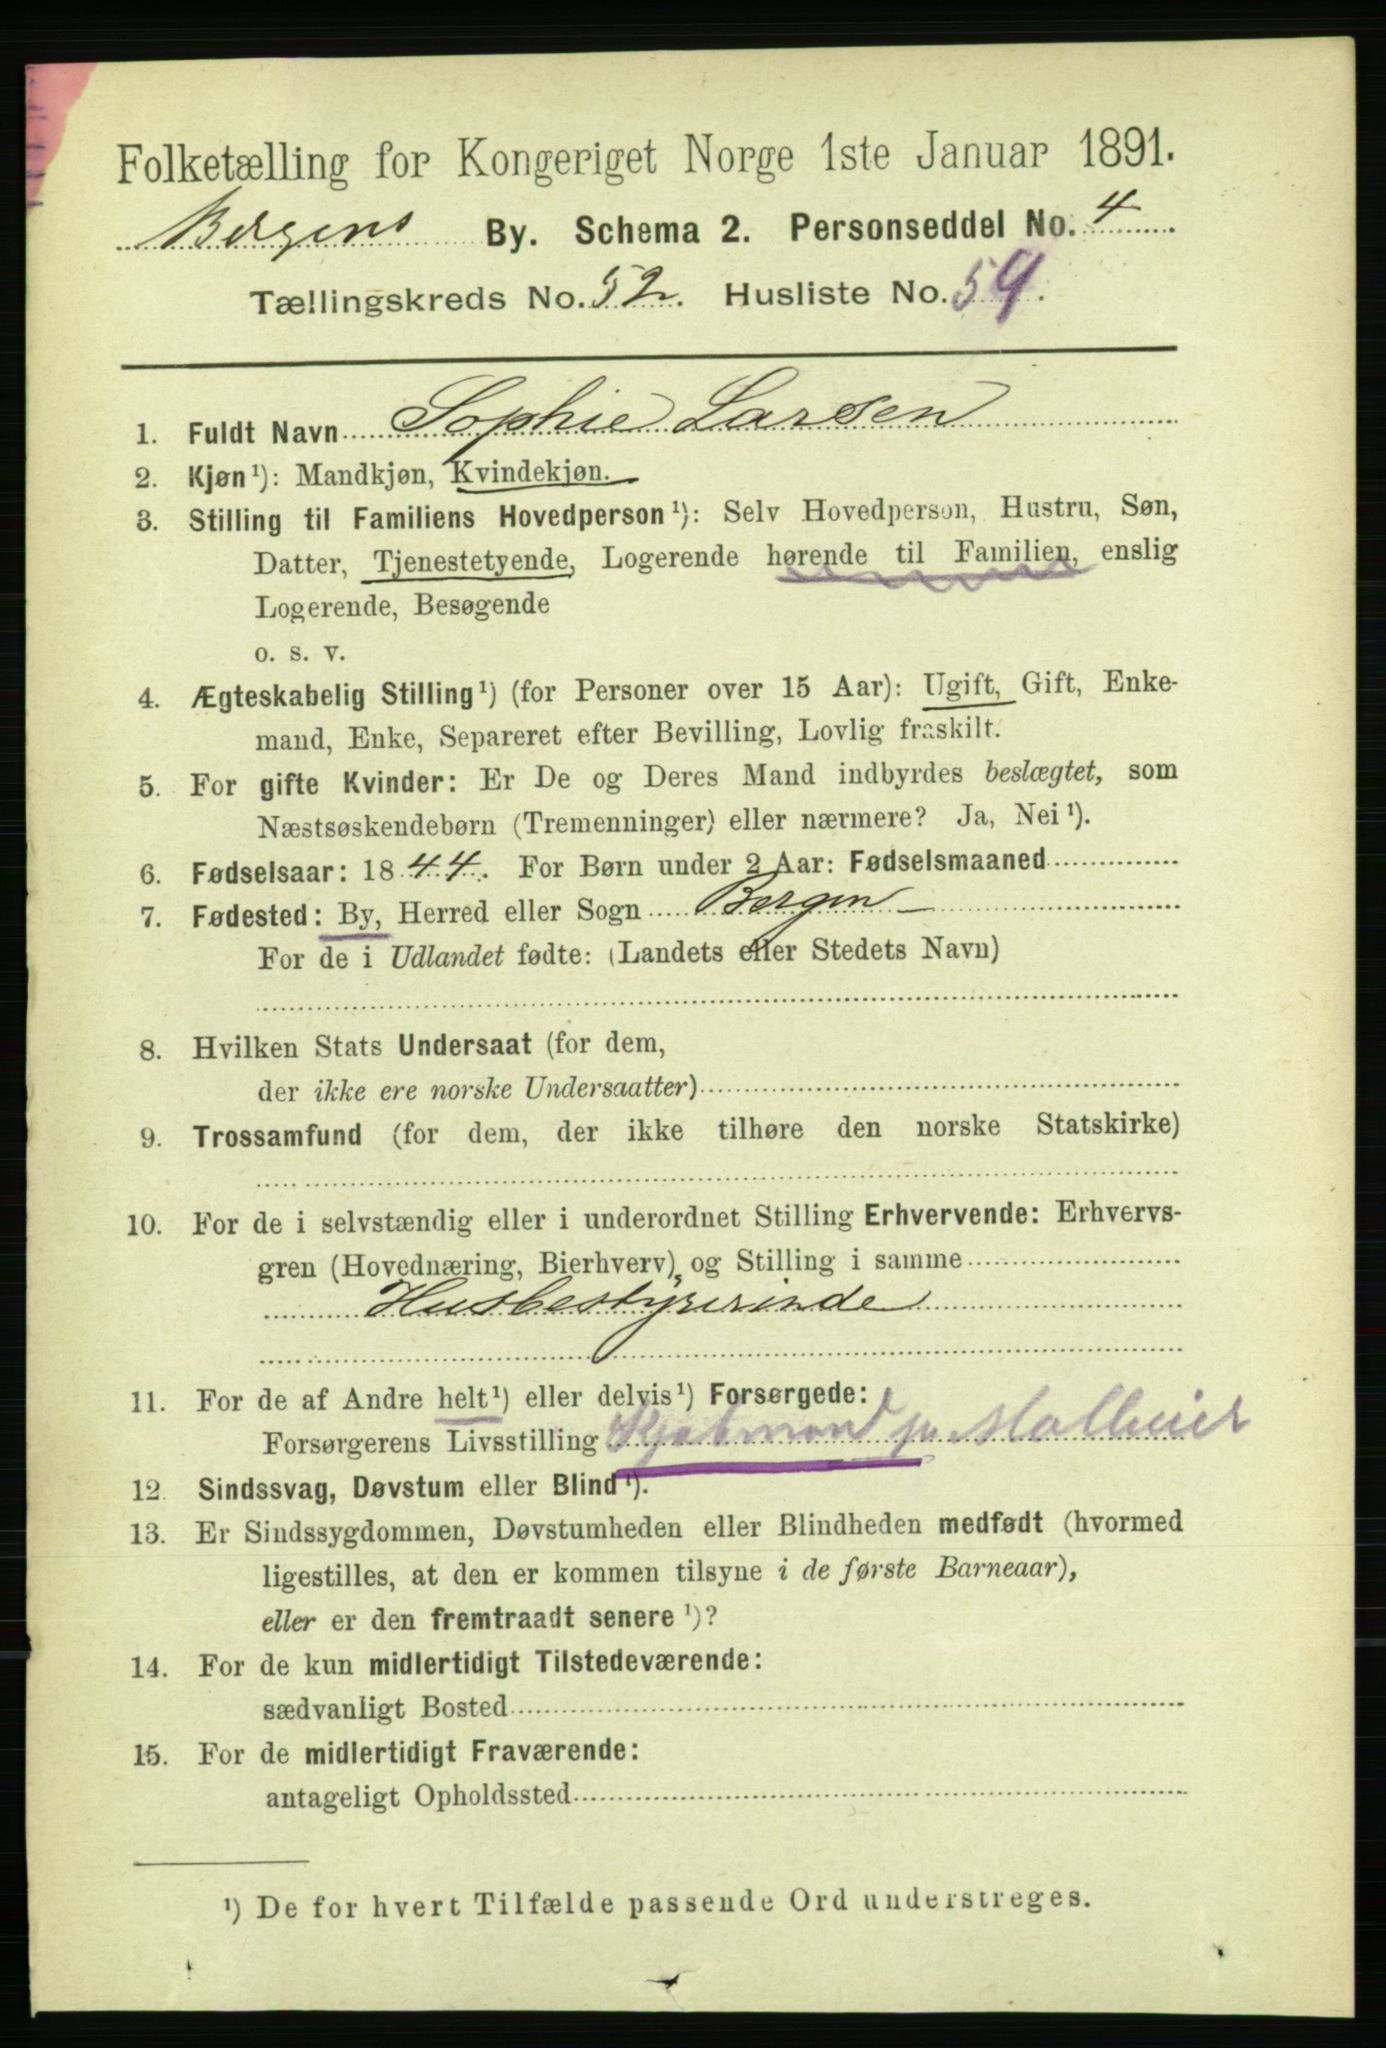 Folketælling for Kongeriget Norge 1ste Januar 1891.
Bergens By. Schema 2. Personseddel No. 4
Tællingskreds No. 52. Husliste No. 59.
1. Fuldt Navn Sophie Larsen
2. Kjøn¹): Mandkjøn, Kvindekjøn.
3. Stilling til Familiens Hovedperson¹): Selv Hovedperson, Hustru, Søn,
Datter, Tjenestetyende, Logerende hørende til Familien, enslig
Logerende, Besøgende
o. s. v.
4. Ægteskabelig Stilling¹) (for Personer over 15 Aar): Ugift, Gift, Enke-
mand, Enke, Separeret efter Bevilling, Lovlig fraskilt.
5. For gifte Kvinder: Er De og Deres Mand indbyrdes beslægtet, som
Næstsøskendebørn (Tremenninger) eller nærmere? Ja, Nei¹).
6. Fødselsaar: 1844. For Børn under 2 Aar: Fødselsmaaned
7. Fødested: By, Herred eller Sogn Bergen
For de i Udlandet fødte: (Landets eller Stedets Navn)
8. Hvilken Stats Undersaat (for dem,
der ikke ere norske Undersaatter)
9. Trossamfund (for dem, der ikke tilhøre den norske Statskirke)
10. For de i selvstændig eller i underordnet Stilling Erhvervende: Erhvervs-
gren (Hovednæring, Bierhverv) og Stilling i samme
Husbestyrerinde
11. For de af Andre helt¹) eller delvis¹) Forsørgede:
Forsørgerens Livsstilling
12. Sindssvag, Døvstum eller Blind¹).
13. Er Sindssygdommen, Døvstumheden eller Blindheden medfødt (hvormed
ligestilles, at den er kommen tilsyne i de første Barneaar),
eller er den fremtraadt senere¹)?
14. For de kun midlertidigt Tilstedeværende:
sædvanligt Bosted
15. For de midlertidigt Fraværende:
antageligt Opholdssted
¹) De for hvert Tilfælde passende Ord understreges.